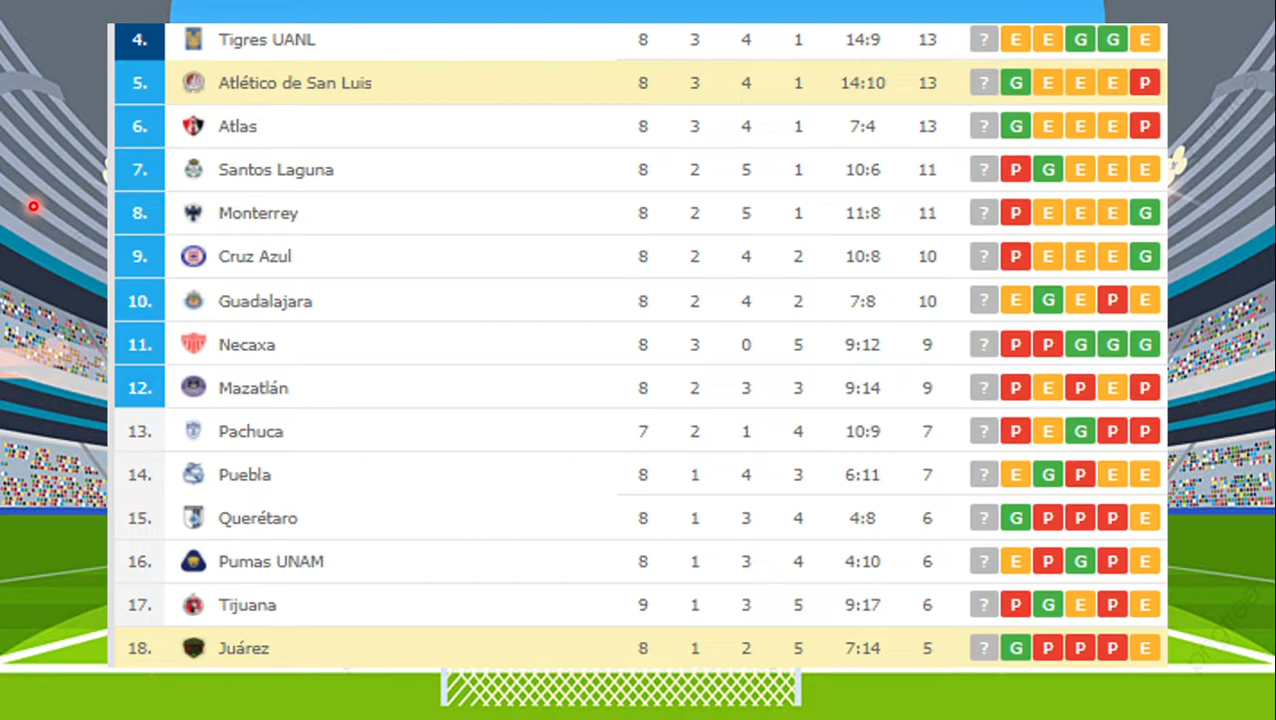 4. Tigres UANL 8 3 4 1 14:9 13 ? E E G G E
5. Atlético de San Luis 8 3 4 1 14:10 13 ? G E E E P
6. Atlas 8 3 4 1 7:4 13 ? G E E E P
7. Santos Laguna 8 2 5 1 10:6 11 ? P G E E E
8. Monterrey 8 2 5 1 11:8 11 ? P E E E G
9. Cruz Azul 8 2 4 2 10:8 10 ? P E E E G
10. Guadalajara 8 2 4 2 7:8 10 ? E G E P E
11. Necaxa 8 3 0 5 9:12 9 ? P P G G G
12. Mazatlán 8 2 3 3 9:14 9 ? P E P E P
13. Pachuca 7 2 1 4 10:9 7 ? P E G P P
14. Puebla 8 1 4 3 6:11 7 ? E G P E E
15. Querétaro 8 1 3 4 4:8 6 ? G P P P E
16. Pumas UNAM 8 1 3 4 4:10 6 ? E P G P E
17. Tijuana 9 1 3 5 9:17 6 ? P G E P E
18. Juárez 8 1 2 5 7:14 5 ? G P P P E